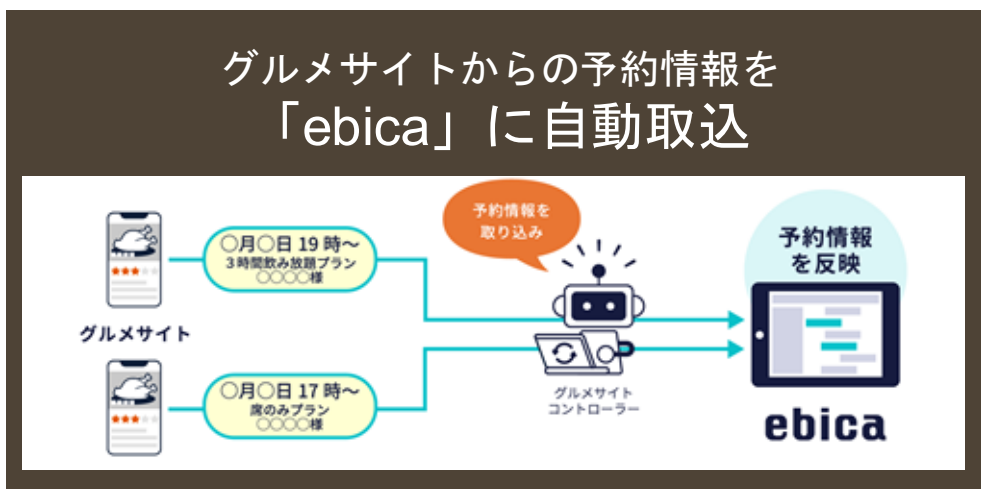 グルメサイトからの予約情報を
「ebica」に自動取込
予約情報を
取り込み
○月○日 19 時～
3時間飲み放題プラン
○○○○様
グルメサイト
○月○日 17 時～
席のみプラン
○○○○様
グルメサイト
コントローラー
予約情報
を反映
ebica